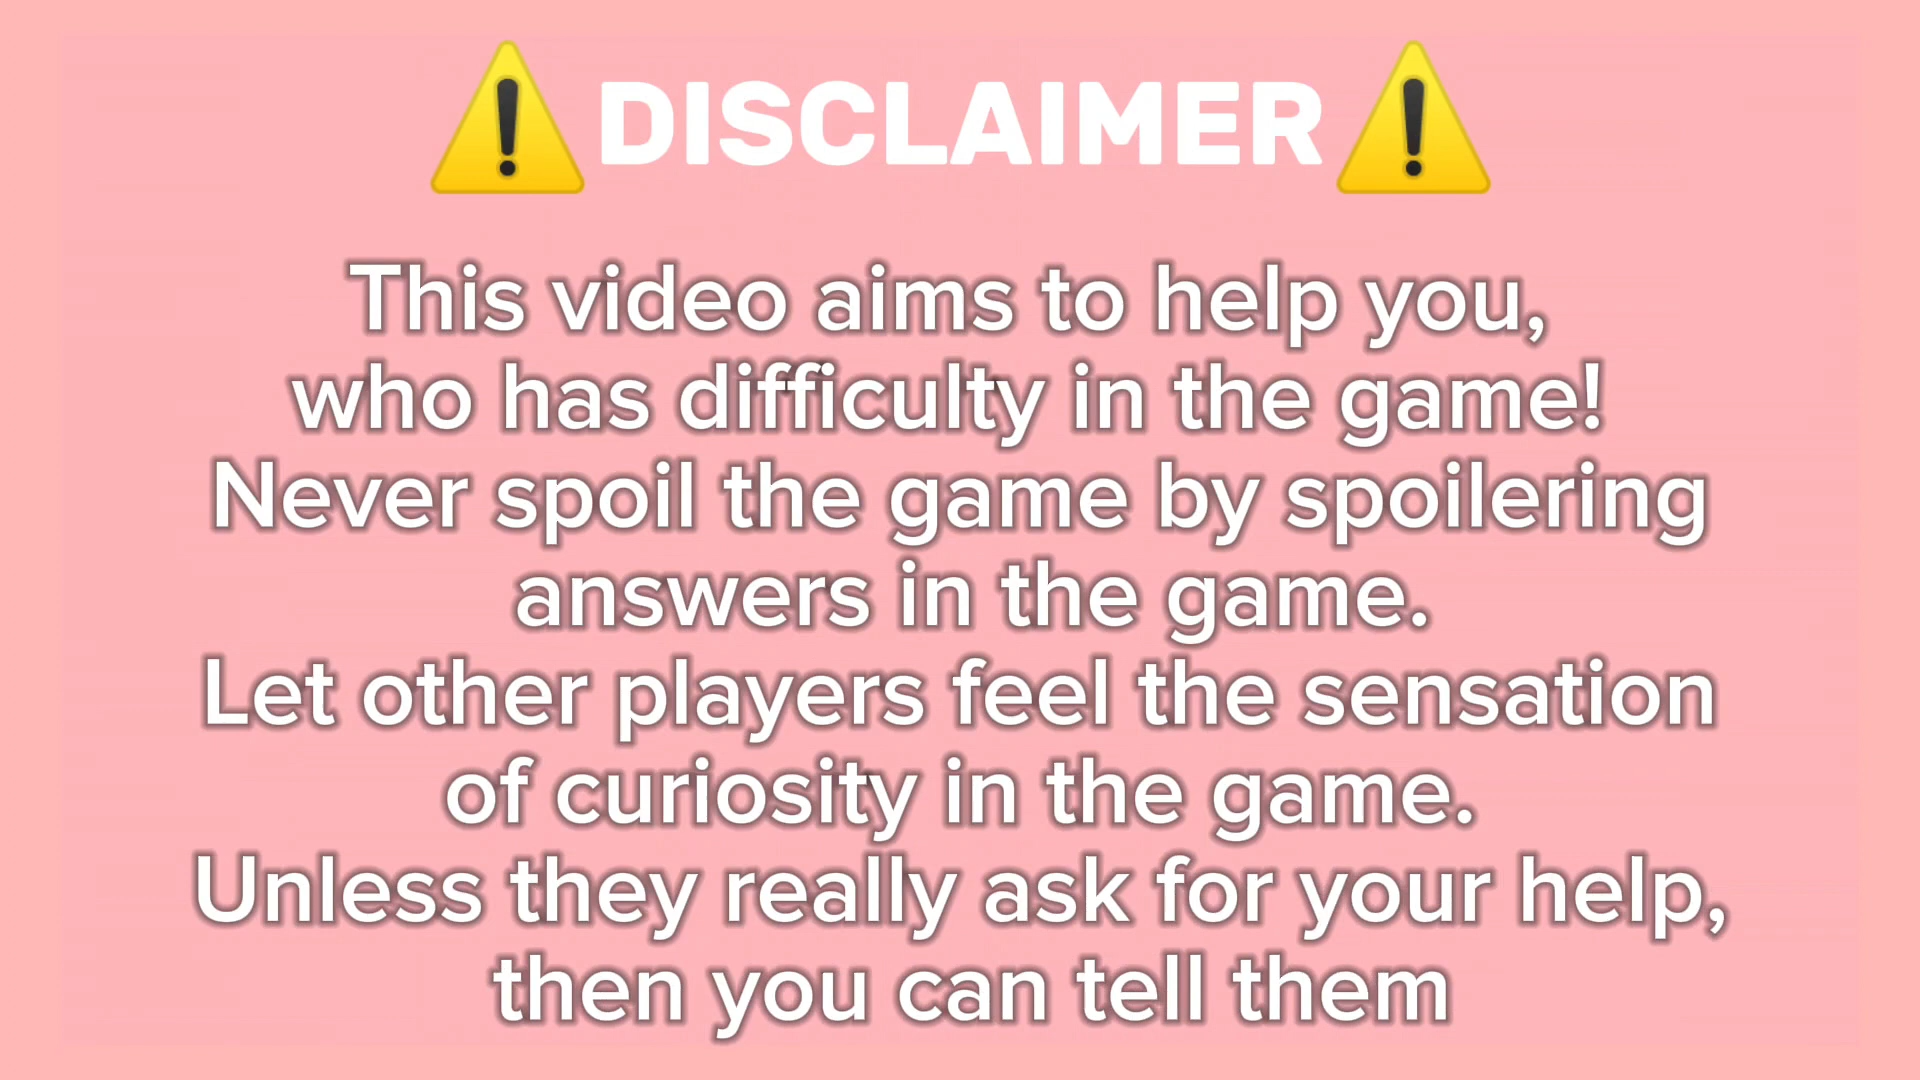 ⚠️DISCLAIMER⚠️
This video aims to help you,
who has difficulty in the game!
Never spoil the game by spoilering
answers in the game.
Let other players feel the sensation
of curiosity in the game.
Unless they really ask for your help,
then you can tell them